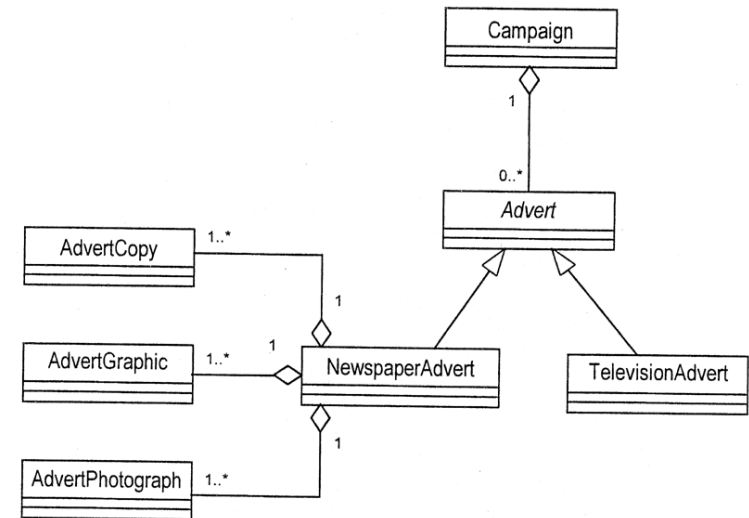 Campaign
1
0..*
Advert
AdvertCopy
1..*
1
AdvertGraphic
1..*
1
NewspaperAdvert
TelevisionAdvert
1
AdvertPhotograph
1..*